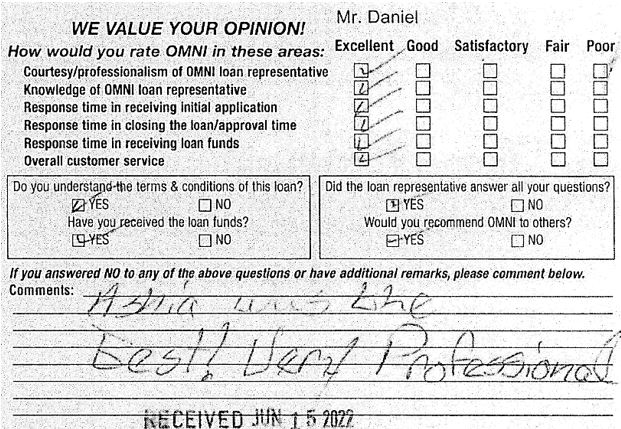 Mr. Daniel
WE VALUE YOUR OPINION!
How would you rate OMNI in these areas: Excellent Good Satisfactory Fair Poor
Courtesy/professionalism of OMNI loan representative
Knowledge of OMNI loan representative
Response time in receiving initial application
Response time in closing the loan/approval time
Response time in receiving loan funds
Overall customer service
Do you understand the terms & conditions of this loan?
YES NO
Have you received the loan funds?
YES NO
Did the loan representative answer all your questions?
YES NO
Would you recommend OMNI to others?
YES NO
If you answered NO to any of the above questions or have additional remarks, please comment below.
Comments: Ashia was the
Best! Very Professional
RECEIVED JUN 15 2022